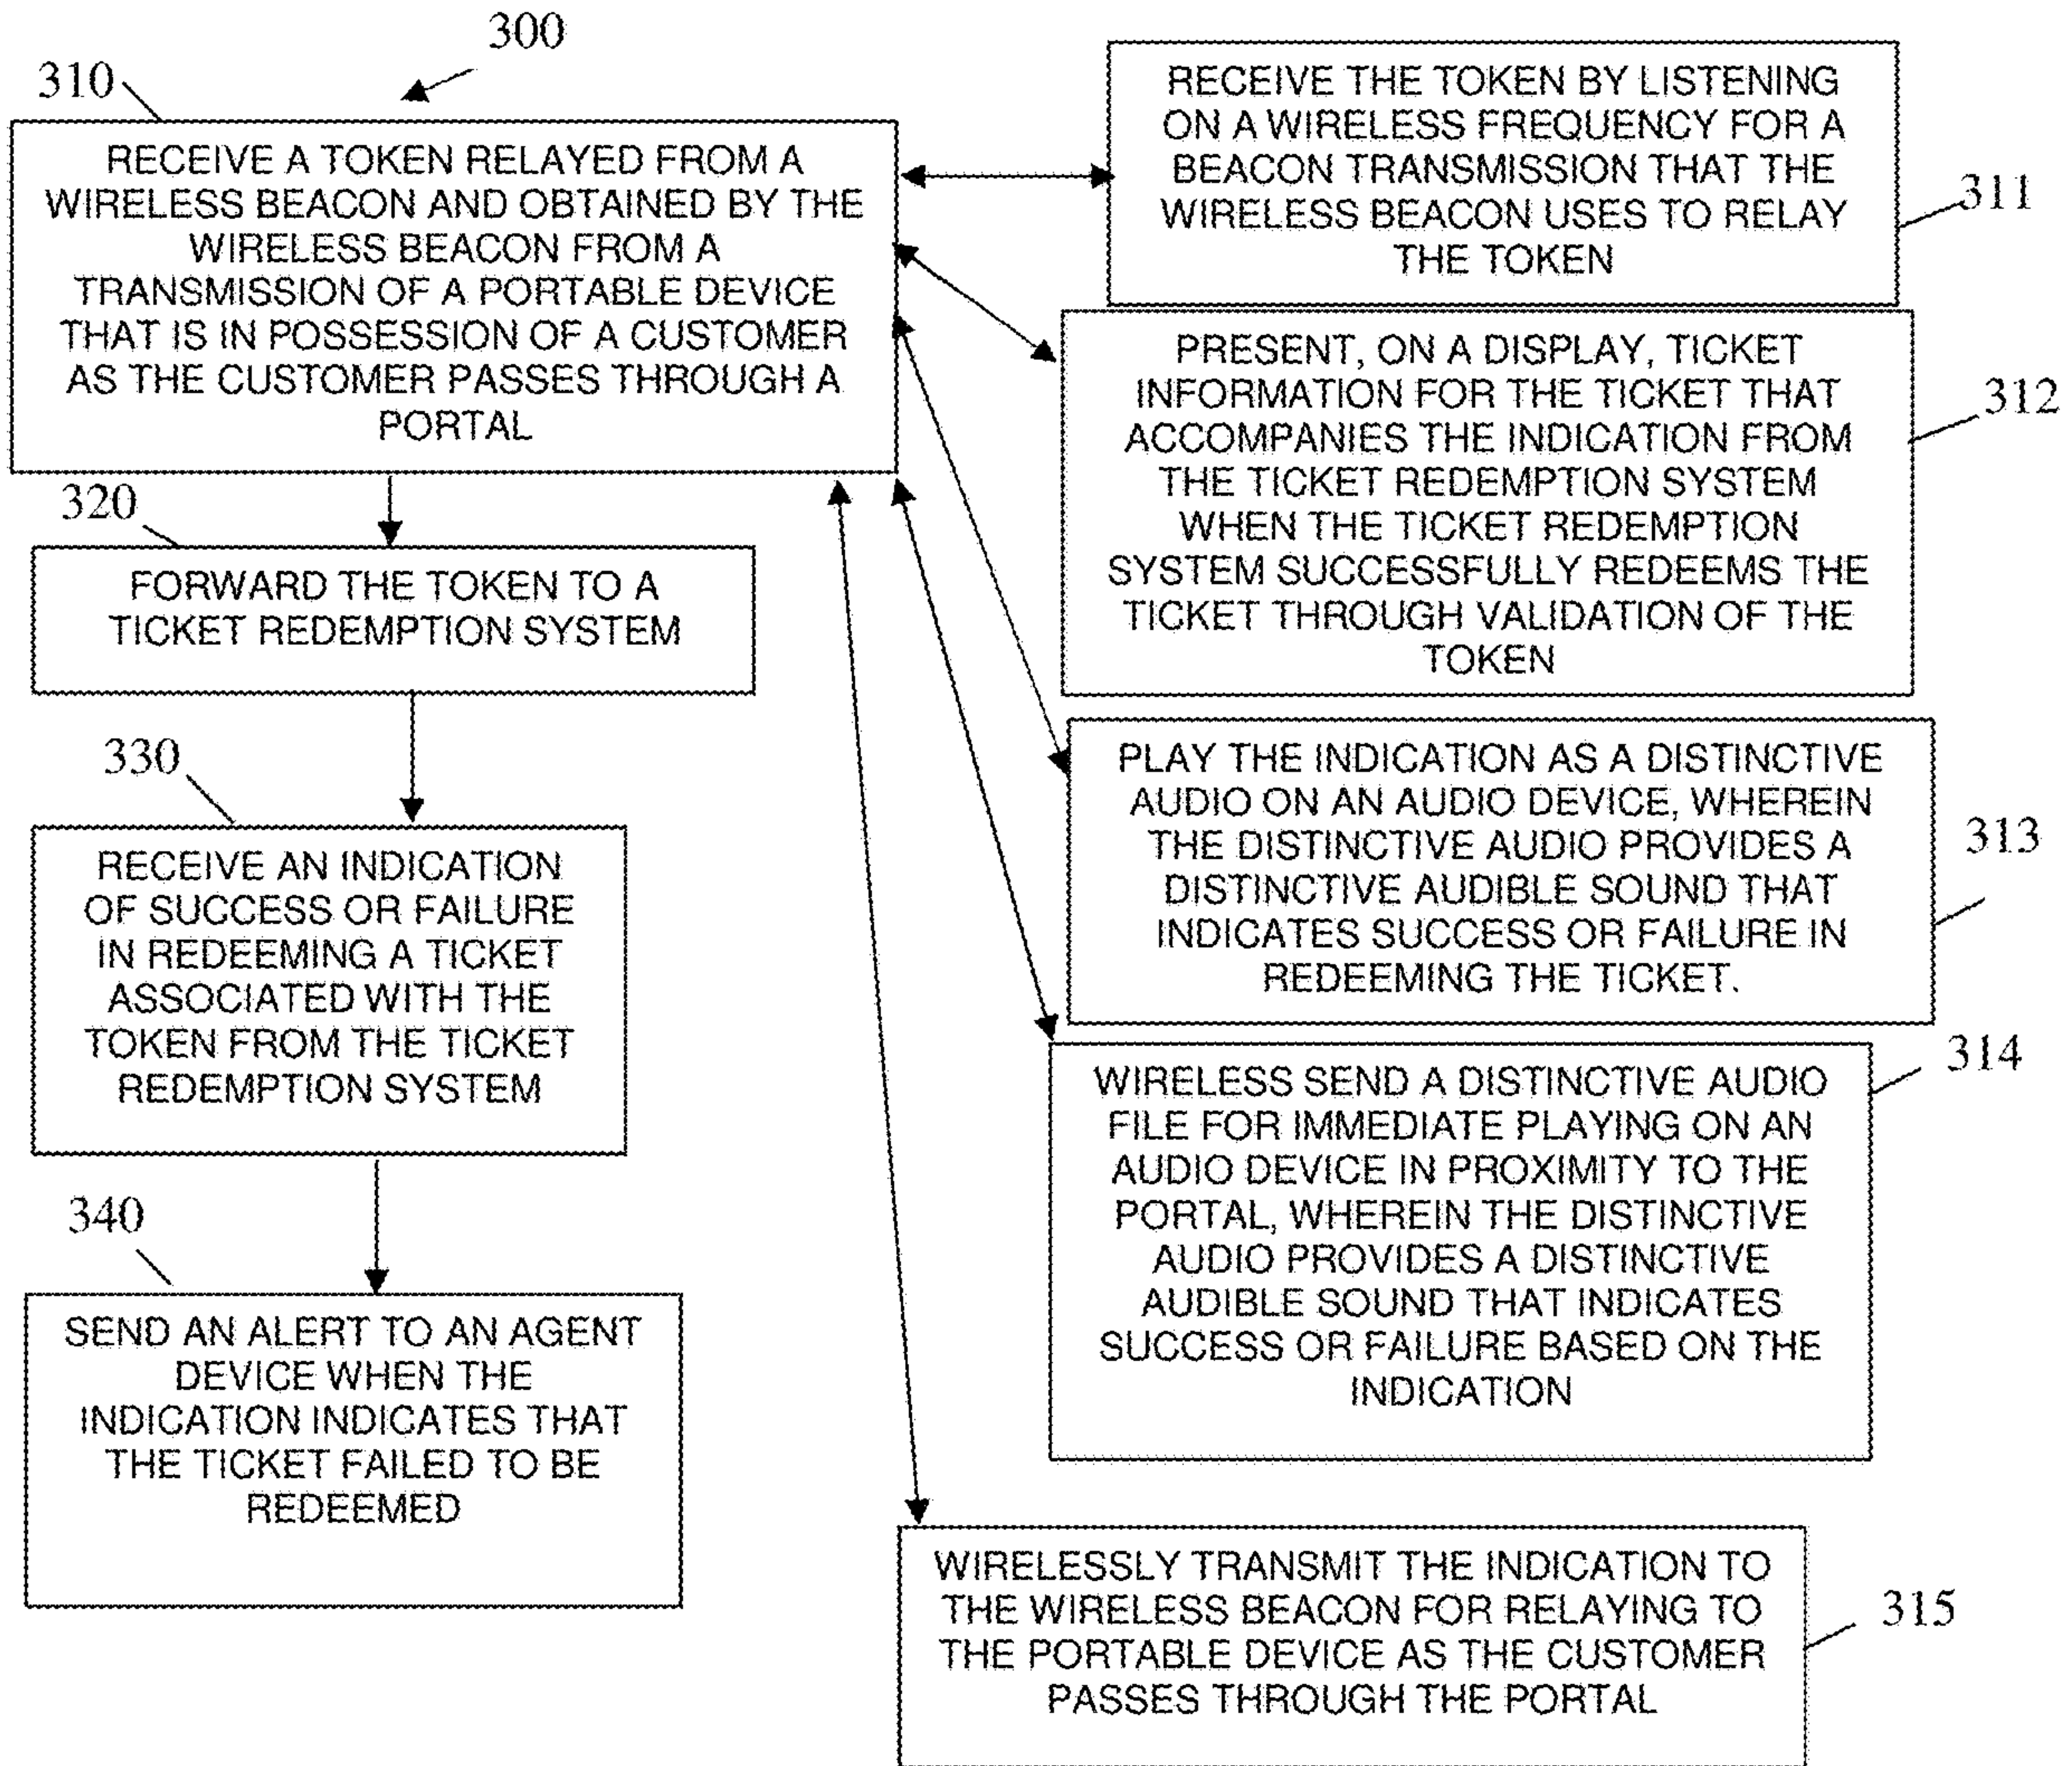 300
310
RECEIVE A TOKEN RELAYED FROM A
WIRELESS BEACON AND OBTAINED BY THE
WIRELESS BEACON FROM A
TRANSMISSION OF A PORTABLE DEVICE
THAT IS IN POSSESSION OF A CUSTOMER
AS THE CUSTOMER PASSES THROUGH A
PORTAL
320
FORWARD THE TOKEN TO A
TICKET REDEMPTION SYSTEM
330
RECEIVE AN INDICATION
OF SUCCESS OR FAILURE
IN REDEEMING A TICKET
ASSOCIATED WITH THE
TOKEN FROM THE TICKET
REDEMPTION SYSTEM
340
SEND AN ALERT TO AN AGENT
DEVICE WHEN THE
INDICATION INDICATES THAT
THE TICKET FAILED TO BE
REDEEMED
RECEIVE THE TOKEN BY LISTENING
ON A WIRELESS FREQUENCY FOR A
BEACON TRANSMISSION THAT THE
WIRELESS BEACON USES TO RELAY
THE TOKEN
311
PRESENT, ON A DISPLAY, TICKET
INFORMATION FOR THE TICKET THAT
ACCOMPANIES THE INDICATION FROM
THE TICKET REDEMPTION SYSTEM
WHEN THE TICKET REDEMPTION
SYSTEM SUCCESSFULLY REDEEMS THE
TICKET THROUGH VALIDATION OF THE
TOKEN
312
PLAY THE INDICATION AS A DISTINCTIVE
AUDIO ON AN AUDIO DEVICE, WHEREIN
THE DISTINCTIVE AUDIO PROVIDES A
DISTINCTIVE AUDIBLE SOUND THAT
INDICATES SUCCESS OR FAILURE IN
REDEEMING THE TICKET.
313
WIRELESS SEND A DISTINCTIVE AUDIO
FILE FOR IMMEDIATE PLAYING ON AN
AUDIO DEVICE IN PROXIMITY TO THE
PORTAL, WHEREIN THE DISTINCTIVE
AUDIO PROVIDES A DISTINCTIVE
AUDIBLE SOUND THAT INDICATES
SUCCESS OR FAILURE BASED ON THE
INDICATION
314
WIRELESSLY TRANSMIT THE INDICATION TO
THE WIRELESS BEACON FOR RELAYING TO
THE PORTABLE DEVICE AS THE CUSTOMER
PASSES THROUGH THE PORTAL
315